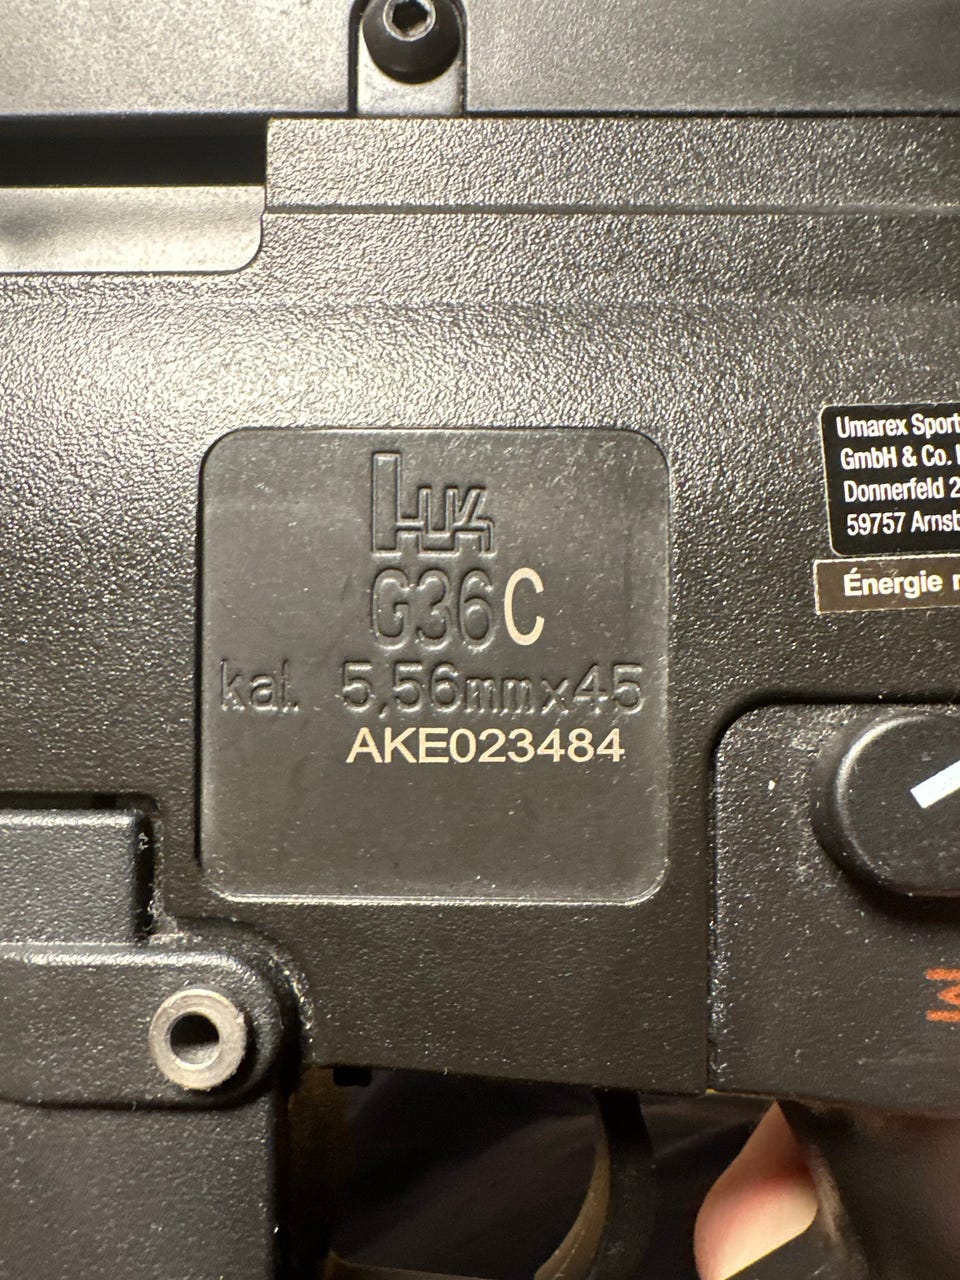 HK
G36C
kal. 5,56mmx45
AKE023484
Umarex Sport
GmbH & Co.
Donnerfeld 2
59757 Arnsb
Énergie